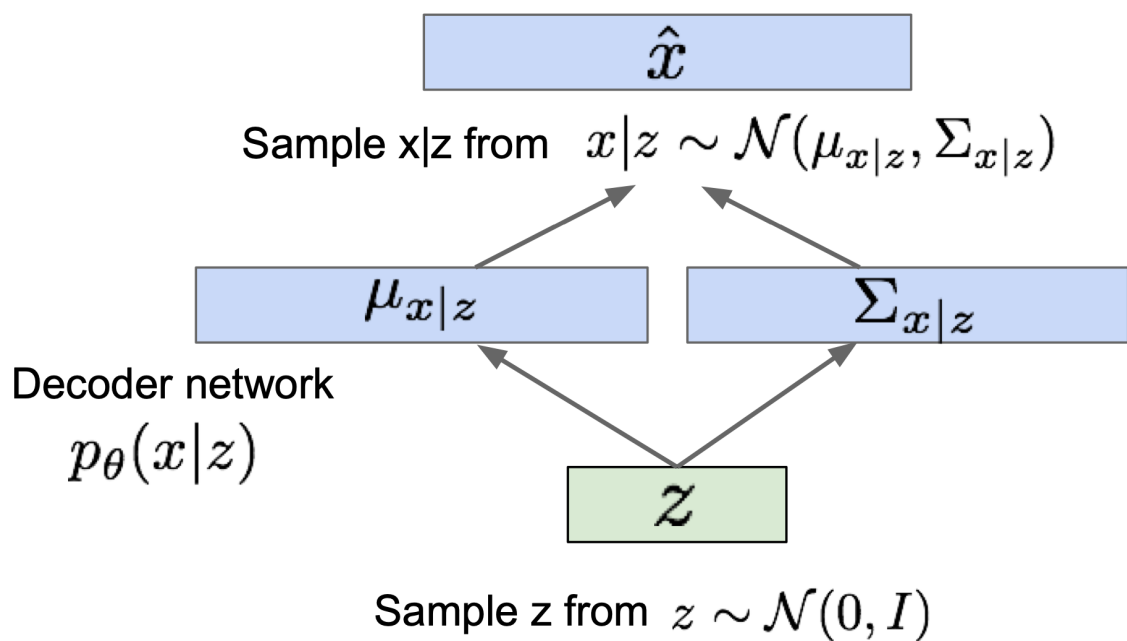 x̂
Sample x|z from x|z ∼ 𝒩(μ_{x|z}, Σ_{x|z})
μ_{x|z}
Σ_{x|z}
Decoder network
p_θ(x|z)
z
Sample z from z ∼ 𝒩(0, I)